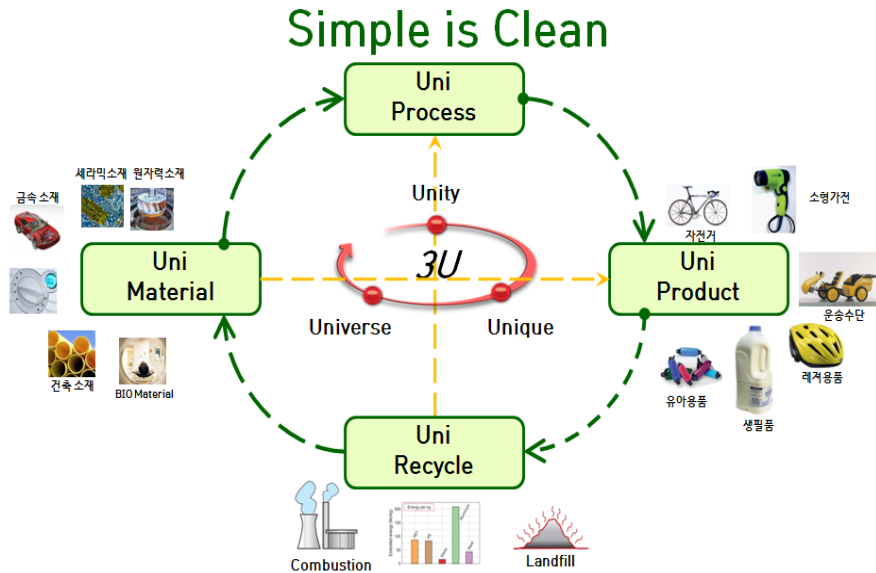 Simple is Clean
Uni
Process
세라믹소재 원자력소재
금속 소재
Unity
소형가전
자전거
Uni
Material
3U
Uni
Product
운송수단
Universe
Unique
건축 소재
BIO Material
유아용품
레져용품
생필품
Uni
Recycle
Energy per kg
Combustion
Landfill